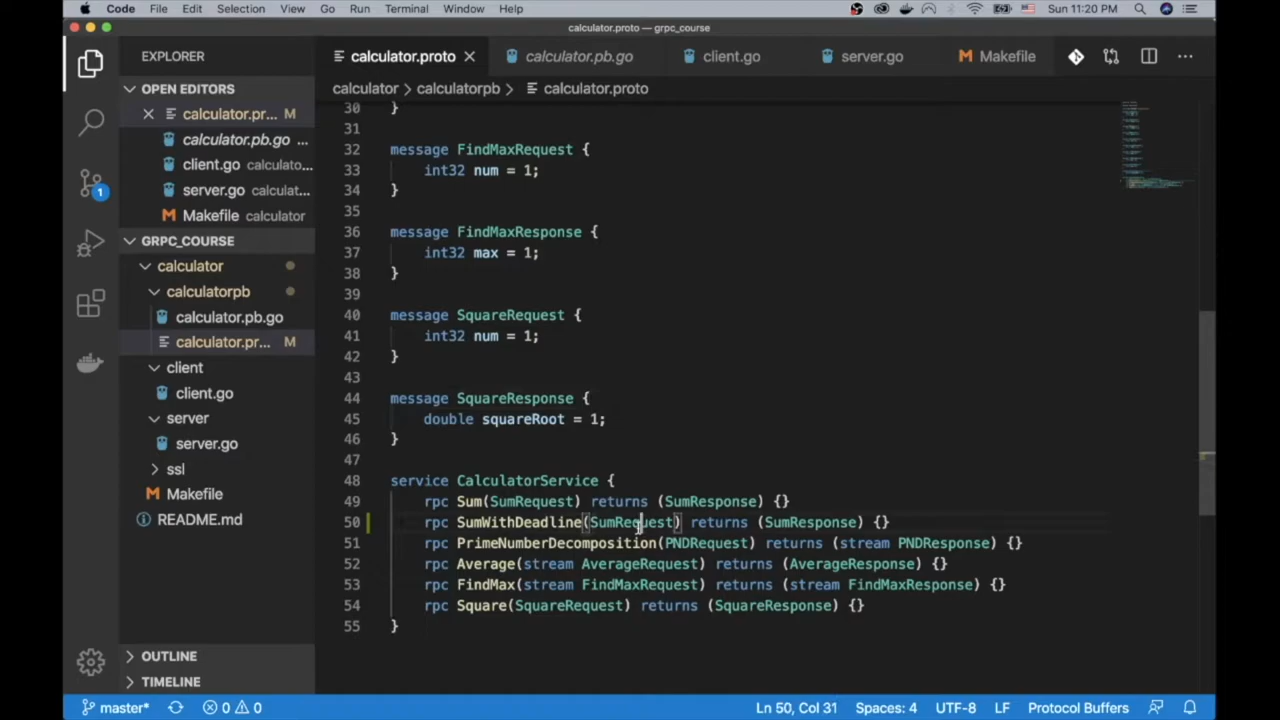 Code File Edit Selection View Go Run Terminal Window Help Sun 11:20 PM
calculator.proto — grpc_course
EXPLORER
calculator.proto calculator.pb.go client.go server.go Makefile
OPEN EDITORS
calculator.pr... M
calculator.pb.go ...
client.go calculato...
server.go calculat...
Makefile calculator
GRPC_COURSE
calculator
calculatorpb
calculator.pb.go
calculator.pr... M
client
client.go
server
server.go
ssl
Makefile
README.md
OUTLINE
TIMELINE
1
calculator > calculatorpb > calculator.proto
30 }
31
32 message FindMaxRequest {
33 int32 num = 1;
34 }
35
36 message FindMaxResponse {
37 int32 max = 1;
38 }
39
40 message SquareRequest {
41 int32 num = 1;
42 }
43
44 message SquareResponse {
45 double squareRoot = 1;
46 }
47
48 service CalculatorService {
49 rpc Sum(SumRequest) returns (SumResponse) {}
50 rpc SumWithDeadline(SumRequest) returns (SumResponse) {}
51 rpc PrimeNumberDecomposition(PNDRequest) returns (stream PNDResponse) {}
52 rpc Average(stream AverageRequest) returns (AverageResponse) {}
53 rpc FindMax(stream FindMaxRequest) returns (stream FindMaxResponse) {}
54 rpc Square(SquareRequest) returns (SquareResponse) {}
55 }
master* 0 0 Ln 50, Col 31 Spaces: 4 UTF-8 LF Protocol Buffers